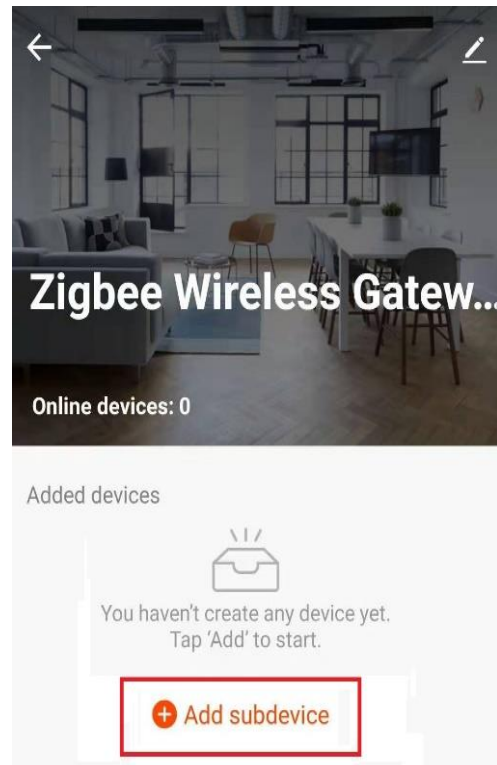 Zigbee Wireless Gatew...
Online devices: 0
Added devices
You haven't create any device yet.
Tap 'Add' to start.
Add subdevice